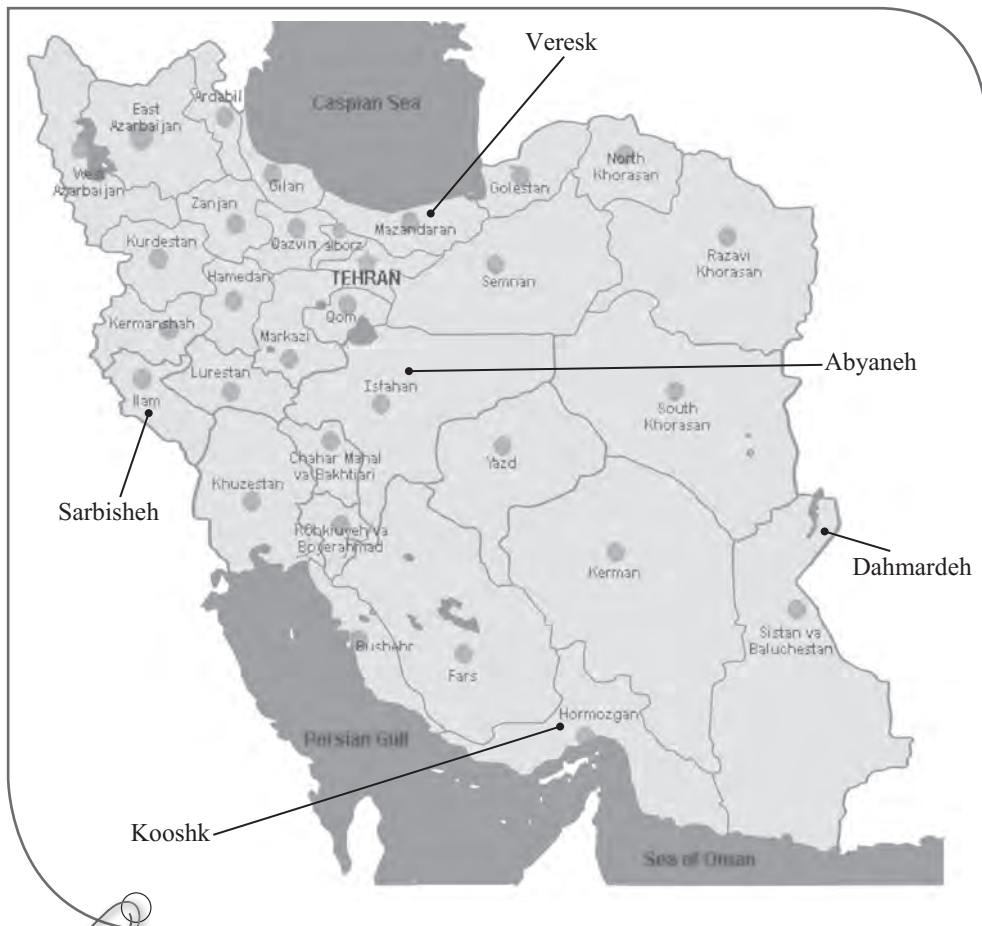 Veresk
Caspian Sea
Ardabil
East
Azarbaijan
West
Azarbaijan
Gilan
Golestan
North
Khorasan
Zanjan
Mazandaran
Qazvin
alborz
Kurdestan
Razavi
Khorasan
TEHRAN
Hamedan
Semnan
Qom
Kermanshah
Markazi
Abyaneh
Lurestan
Isfahan
Ilam
South
Khorasan
Chahar Mahal
va Bakhtiari
Yazd
Khuzestan
Sarbisheh
va
Boyerahmad
Dahmardeh
Kerman
Sistan va
Baluchestan
Bushehr
Fars
Hormozgan
Persian Gulf
Kooshk
Sea of Oman